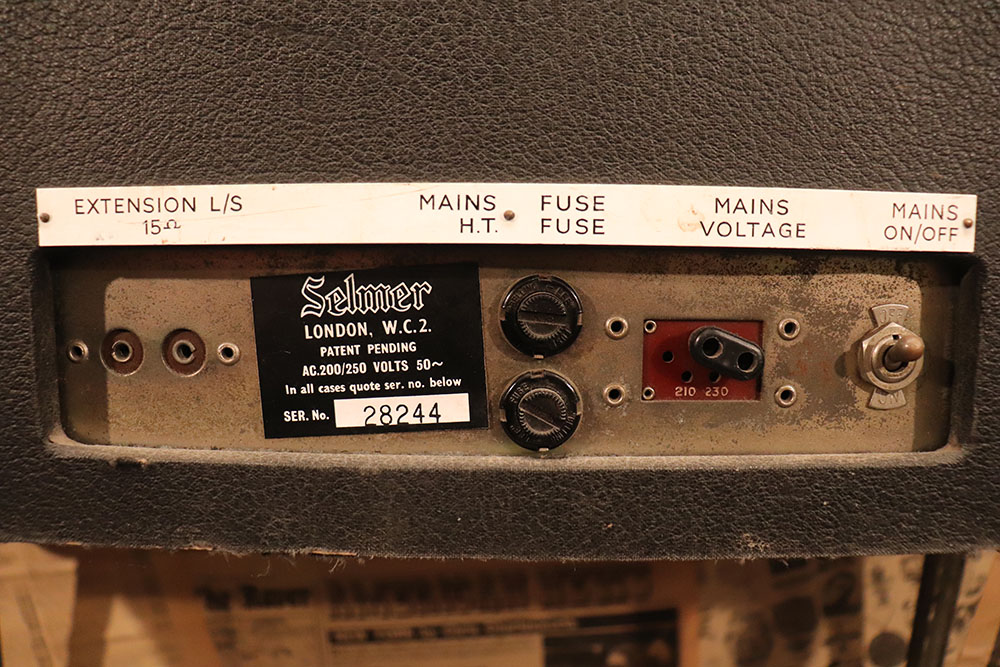 EXTENSION L/S
15Ω
MAINS FUSE
H.T. FUSE
MAINS
VOLTAGE
MAINS
ON/OFF
Selmer
LONDON, W.C.2.
PATENT PENDING
AC.200/250 VOLTS 50~
In all cases quote ser. no. below
SER. No. 28244
210 230